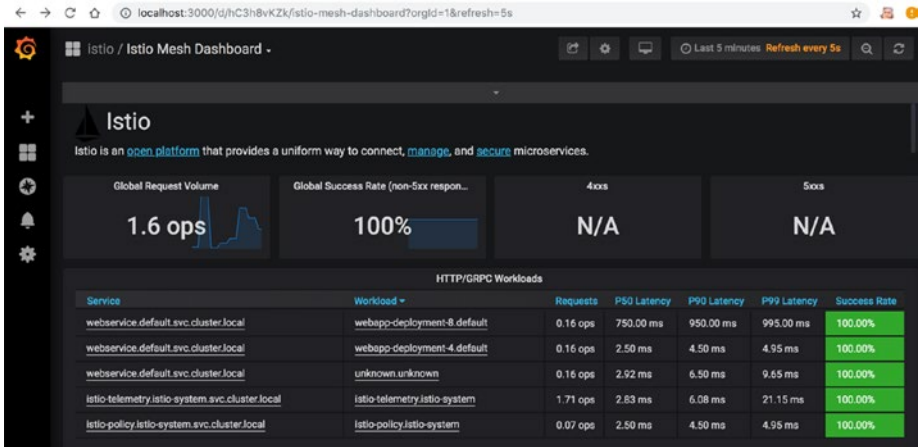 localhost:3000/d/hC3h8vKZk/istio-mesh-dashboard?orgId=1&refresh=5s
istio / Istio Mesh Dashboard
Last 5 minutes Refresh every 5s
Istio
Istio is an open platform that provides a uniform way to connect, manage, and secure microservices.
Global Request Volume Global Success Rate (non-5xx respon... 4xxs 5xxs
1.6 ops 100% N/A N/A
HTTP/GRPC Workloads
Service Workload Requests P50 Latency P90 Latency P99 Latency Success Rate
webservice.default.svc.cluster.local webapp-deployment-8.default 0.16 ops 750.00 ms 950.00 ms 995.00 ms 100.00%
webservice.default.svc.cluster.local webapp-deployment-4.default 0.16 ops 2.50 ms 4.50 ms 4.95 ms 100.00%
webservice.default.svc.cluster.local unknown.unknown 0.16 ops 2.92 ms 6.50 ms 9.65 ms 100.00%
istio-telemetry.istio-system.svc.cluster.local istio-telemetry.istio-system 1.71 ops 2.83 ms 6.08 ms 21.15 ms 100.00%
istio-policy.istio-system.svc.cluster.local istio-policy.istio-system 0.07 ops 2.50 ms 4.50 ms 4.95 ms 100.00%